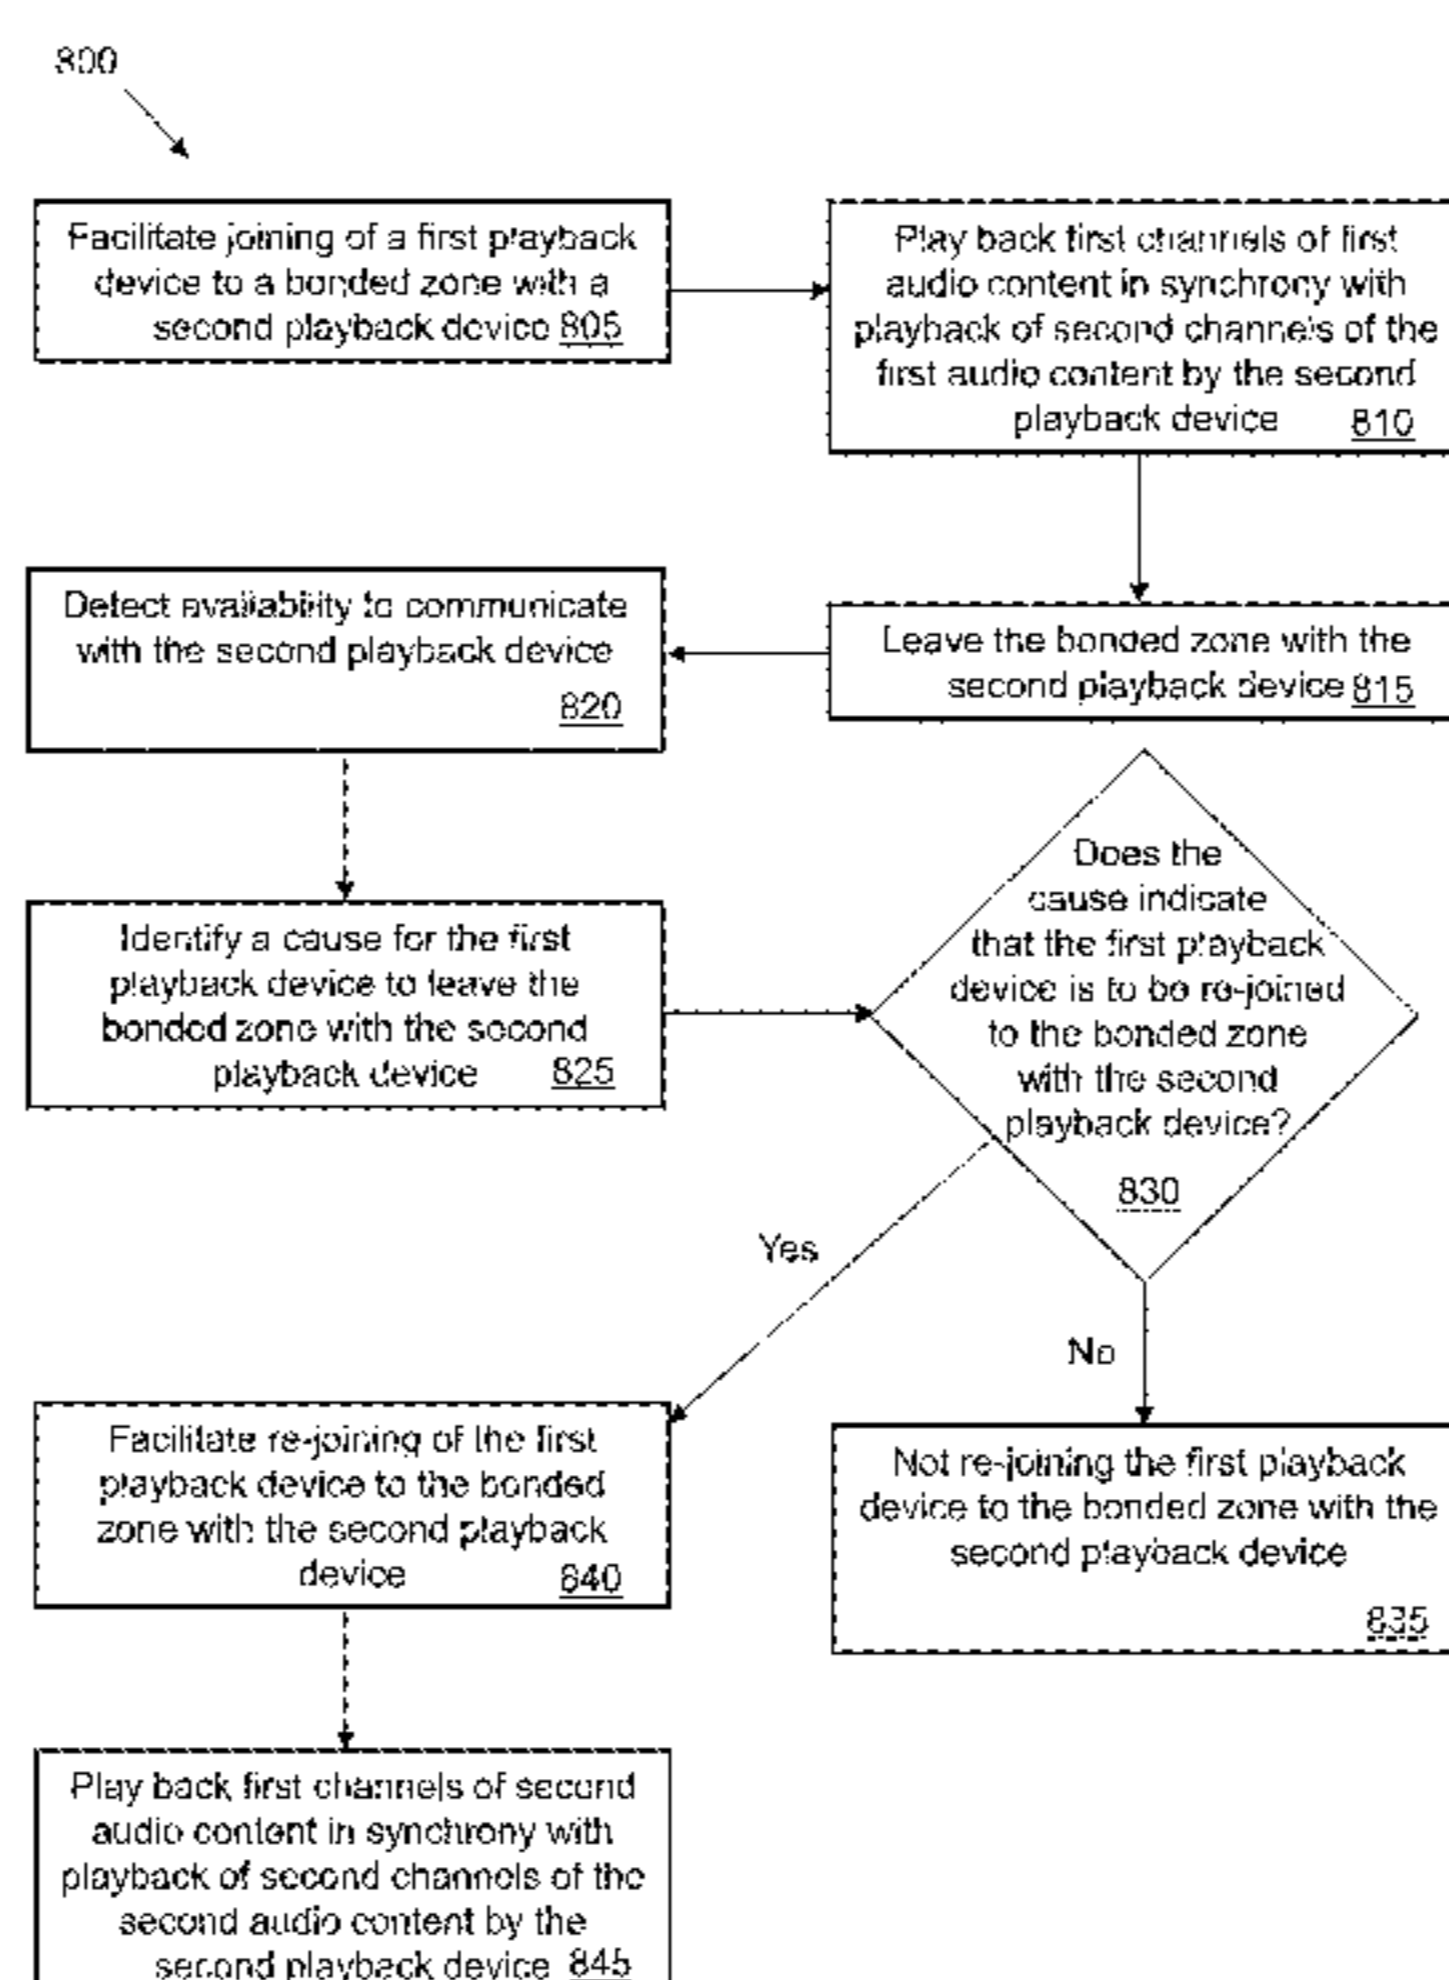 800
Facilitate joining of a first playback
device to a bonded zone with a
second playback device 805
Play back first channels of first
audio content in synchrony with
playback of second channels of the
first audio content by the second
playback device 810
Leave the bonded zone with the
second playback device 815
Detect availability to communicate
with the second playback device
820
Identify a cause for the first
playback device to leave the
bonded zone with the second
playback device 825
Does the
cause indicate
that the first playback
device is to be re-joined
to the bonded zone
with the second
playback device?
830
Yes
No
Not re-joining the first playback
device to the bonded zone with the
second playback device
835
Facilitate re-joining of the first
playback device to the bonded
zone with the second playback
device 840
Play back first channels of second
audio content in synchrony with
playback of second channels of the
second audio content by the
second playback device 845